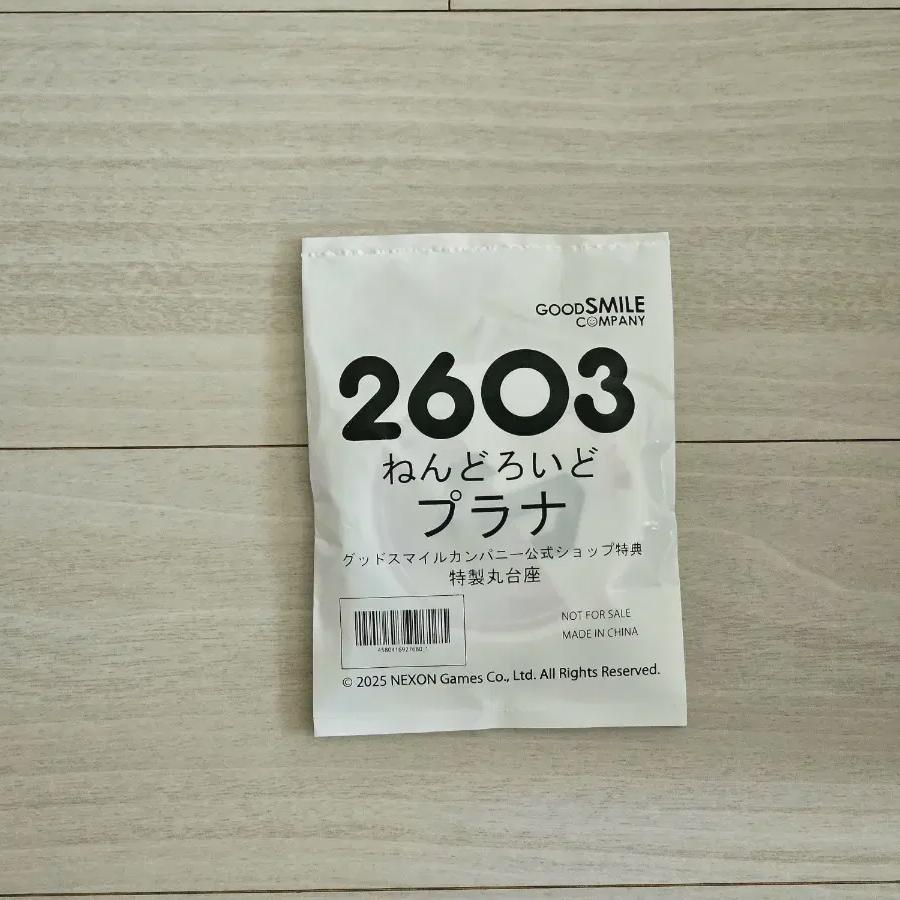 GOODSMILE
COMPANY
2603
ねんどろいど
プラナ
グッドスマイルカンパニー公式ショップ特典
特製丸台座
NOT FOR SALE
MADE IN CHINA
© 2025 NEXON Games Co., Ltd. All Rights Reserved.